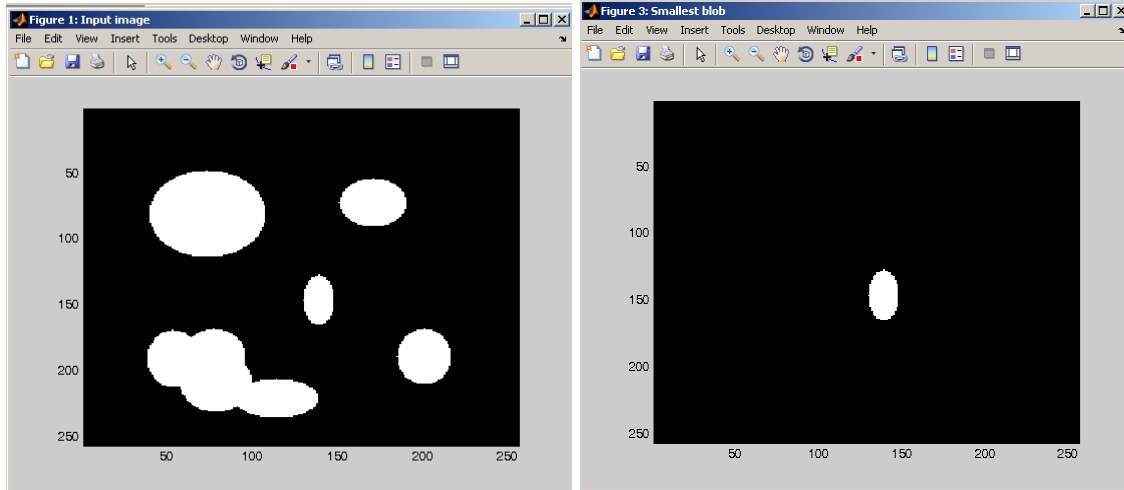 Figure 1: Input image
File Edit View Insert Tools Desktop Window Help
50
100
150
200
250
50 100 150 200 250
Figure 3: Smallest blob
File Edit View Insert Tools Desktop Window Help
50
100
150
200
250
50 100 150 200 250